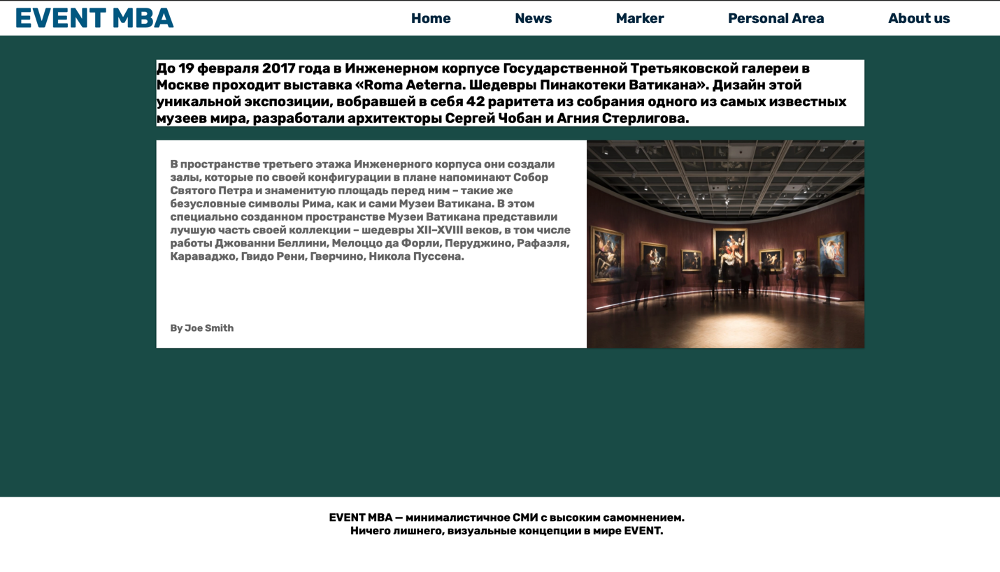 EVENT MBA
Home News Marker Personal Area About us
До 19 февраля 2017 года в Инженерном корпусе Государственной Третьяковской галереи в
Москве проходит выставка «Roma Aeterna. Шедевры Пинакотеки Ватикана». Дизайн этой
уникальной экспозиции, вобравшей в себя 42 раритета из собрания одного из самых известных
музеев мира, разработали архитекторы Сергей Чобан и Агния Стерлигова.
В пространстве третьего этажа Инженерного корпуса они создали
залы, которые по своей конфигурации в плане напоминают Собор
Святого Петра и знаменитую площадь перед ним – такие же
безусловные символы Рима, как и сами Музеи Ватикана. В этом
специально созданном пространстве Музеи Ватикана представили
лучшую часть своей коллекции – шедевры XII–XVIII веков, в том числе
работы Джованни Беллини, Мелоццо да Форли, Перуджино, Рафаэля,
Караваджо, Гвидо Рени, Гверчино, Никола Пуссена.
By Joe Smith
EVENT MBA — минималистичное СМИ с высоким самомнением.
Ничего лишнего, визуальные концепции в мире EVENT.